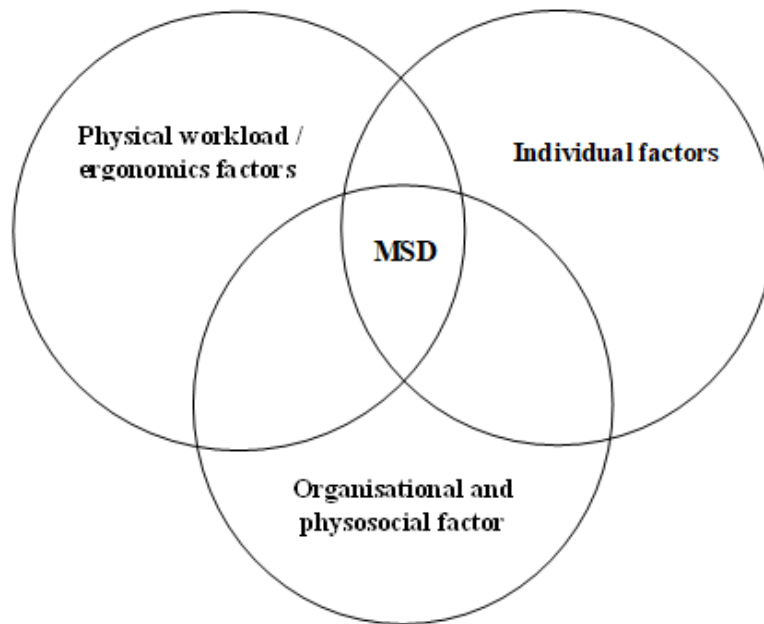 Physical workload /
ergonomics factors
Individual factors
MSD
Organisational and
physosocial factor